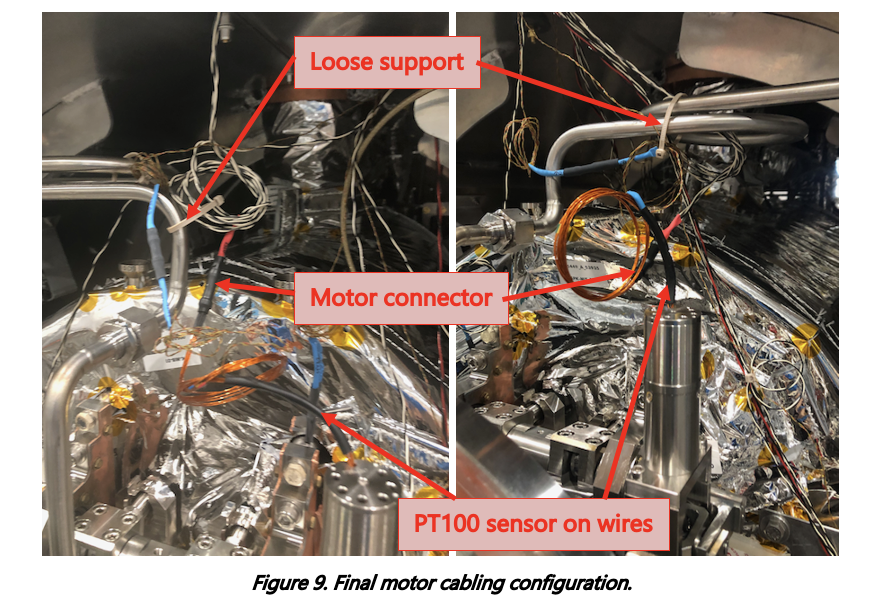 Loose support
Motor connector
PT100 sensor on wires
Figure 9. Final motor cabling configuration.